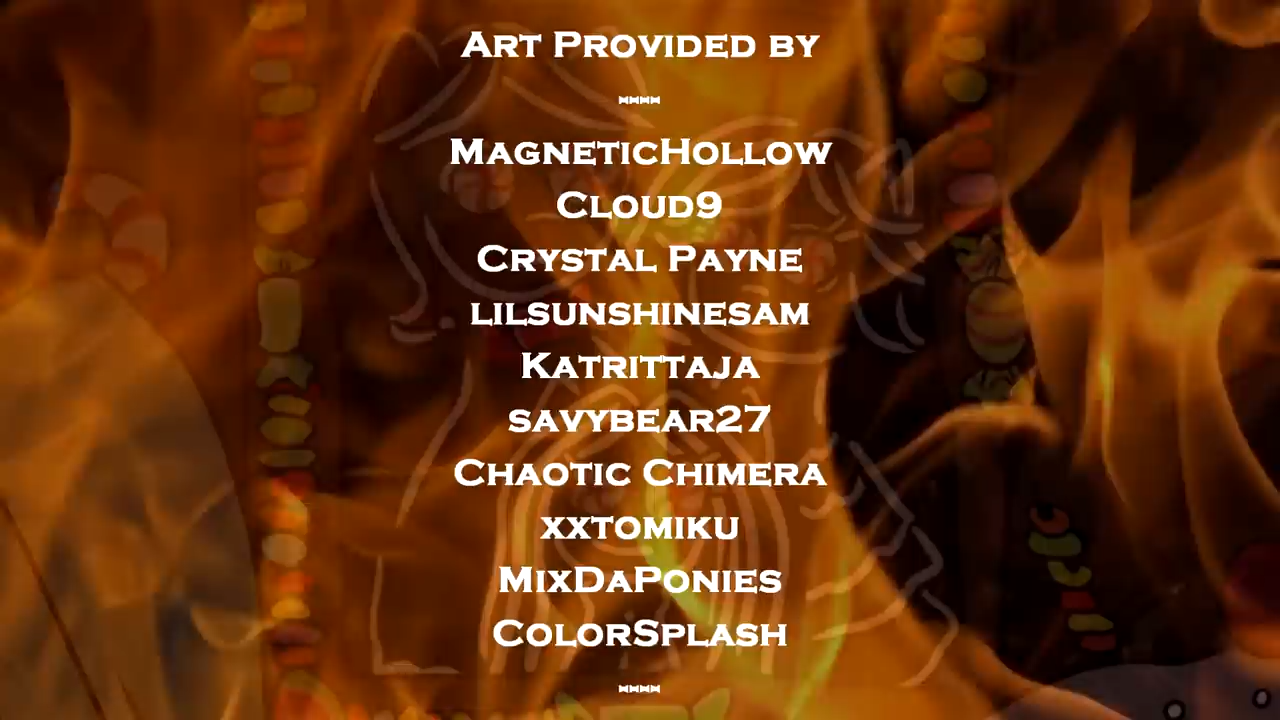 Art Provided by
MagneticHollow
Cloud9
Crystal Payne
lilsunshinesam
Katrittaja
savybear27
Chaotic Chimera
xxtomiku
MixDaPonies
ColorSplash